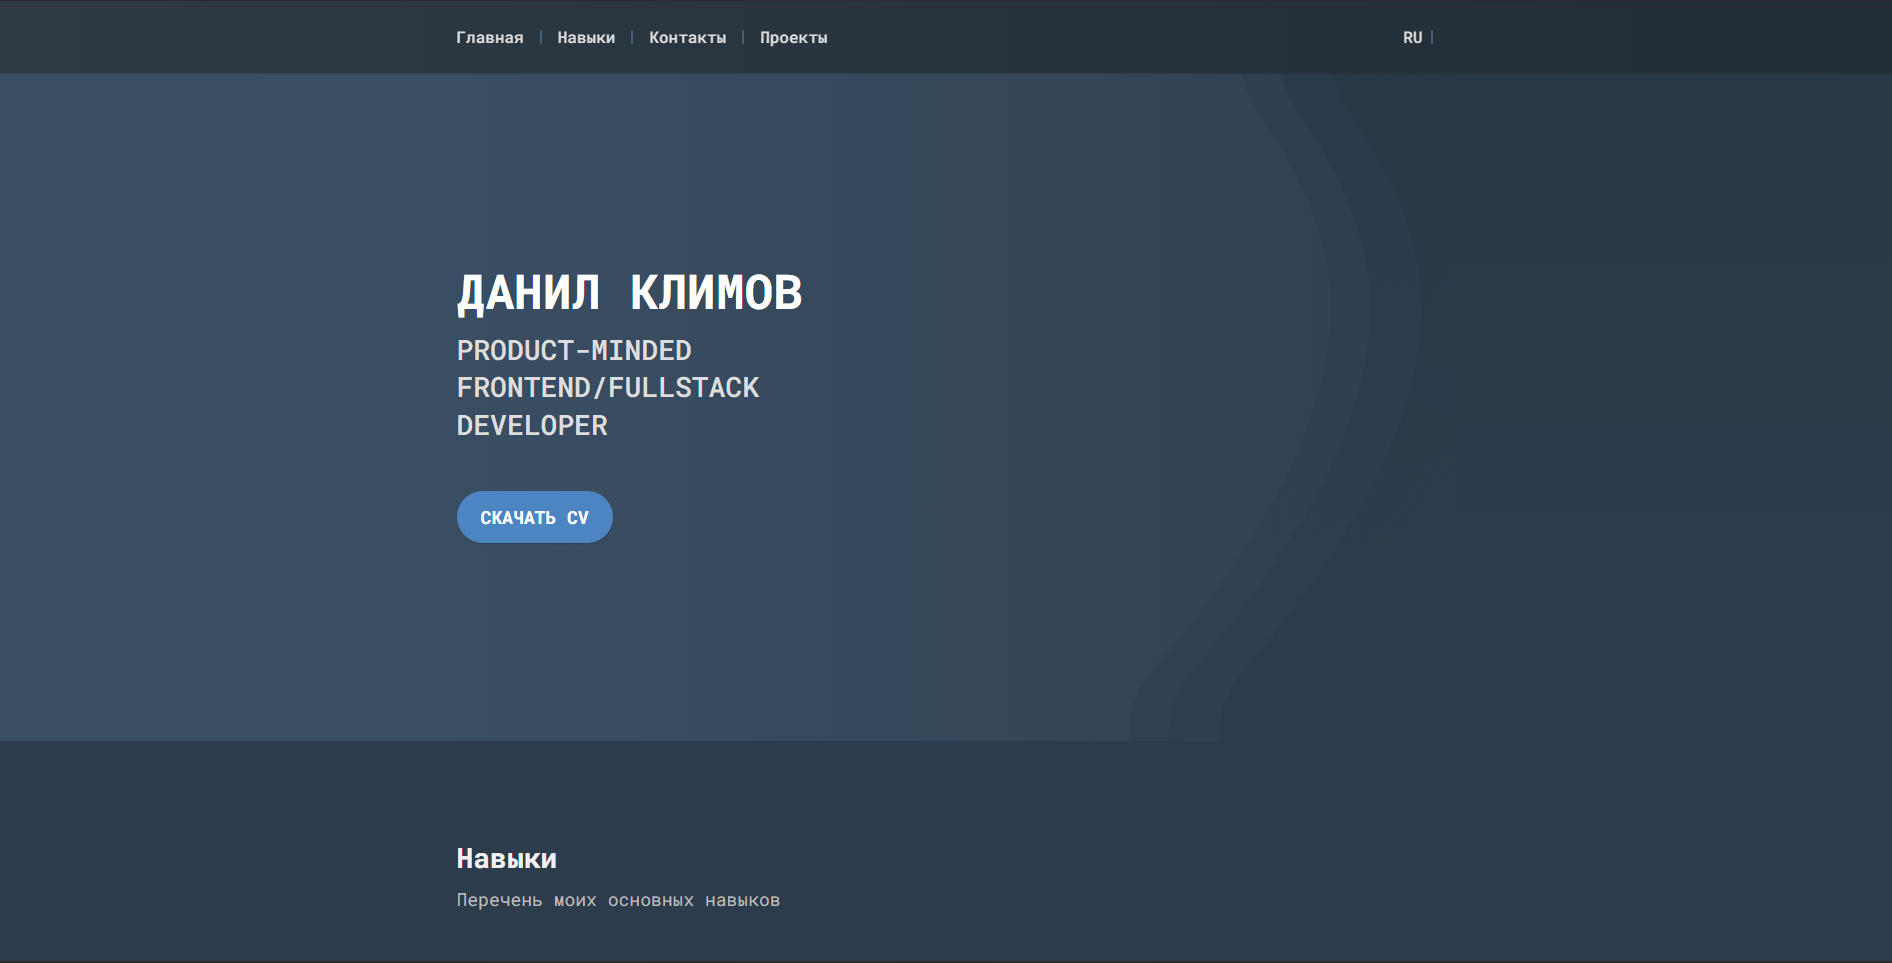 Главная | Навыки | Контакты | Проекты
RU |
ДАНИЛ КЛИМОВ
PRODUCT-MINDED
FRONTEND/FULLSTACK
DEVELOPER
СКАЧАТЬ CV
Навыки
Перечень моих основных навыков